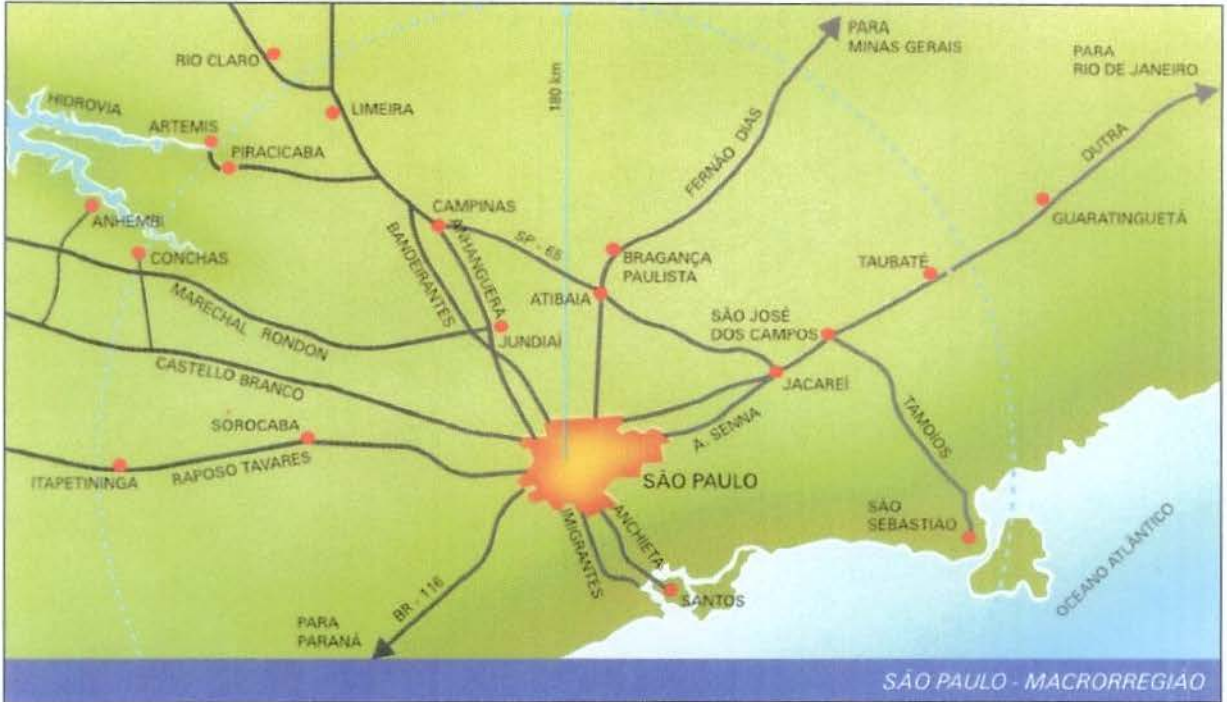 PARA
MINAS GERAIS
PARA
RIO DE JANEIRO
RIO CLARO
180 km
HIDROVIA
LIMEIRA
ARTEMIS
PIRACICABA
FERNÃO DIAS
DUTRA
CAMPINAS
ANHEMBI
GUARATINGUETÁ
BANDEIRANTES
ANHANGUERA
SP - 65
CONCHAS
BRAGANÇA
PAULISTA
TAUBATÉ
MARECHAL RONDON
ATIBAIA
SÃO JOSÉ
DOS CAMPOS
JUNDIAÍ
CASTELLO BRANCO
JACAREÍ
SOROCABA
A. SENNA
TAMOIOS
ITAPETININGA
RAPOSO TAVARES
SÃO PAULO
SÃO
SEBASTIÃO
IMIGRANTES
ANCHIETA
OCEANO ATLÂNTICO
SANTOS
BR - 116
PARA
PARANÁ
SÃO PAULO - MACRORREGIÃO